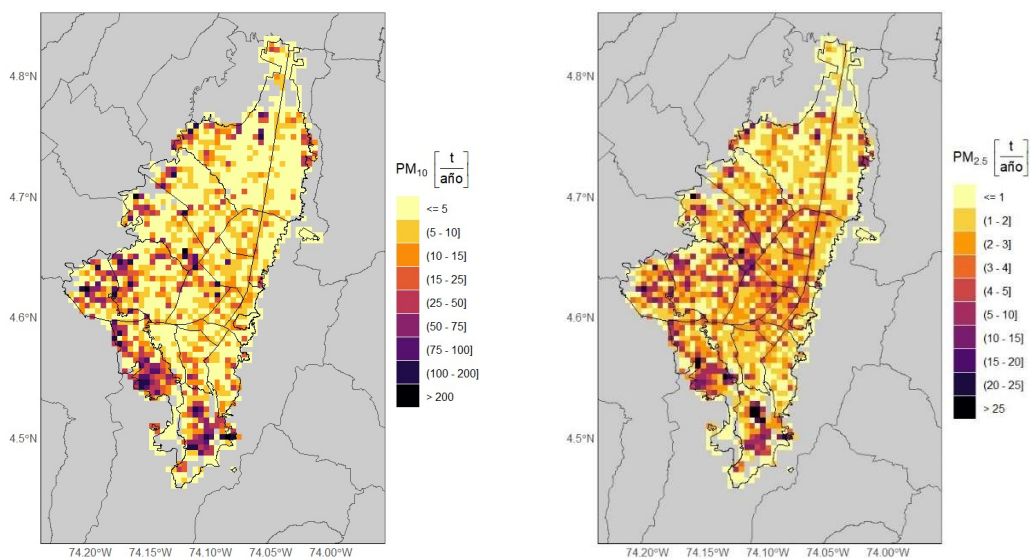 4.8°N
4.7°N
4.6°N
4.5°N
74.20°W 74.15°W 74.10°W 74.05°W 74.00°W
PM10 [t/año]
<= 5
(5 - 10]
(10 - 15]
(15 - 25]
(25 - 50]
(50 - 75]
(75 - 100]
(100 - 200]
> 200
4.8°N
4.7°N
4.6°N
4.5°N
74.20°W 74.15°W 74.10°W 74.05°W 74.00°W
PM2.5 [t/año]
<= 1
(1 - 2]
(2 - 3]
(3 - 4]
(4 - 5]
(5 - 10]
(10 - 15]
(15 - 20]
(20 - 25]
> 25